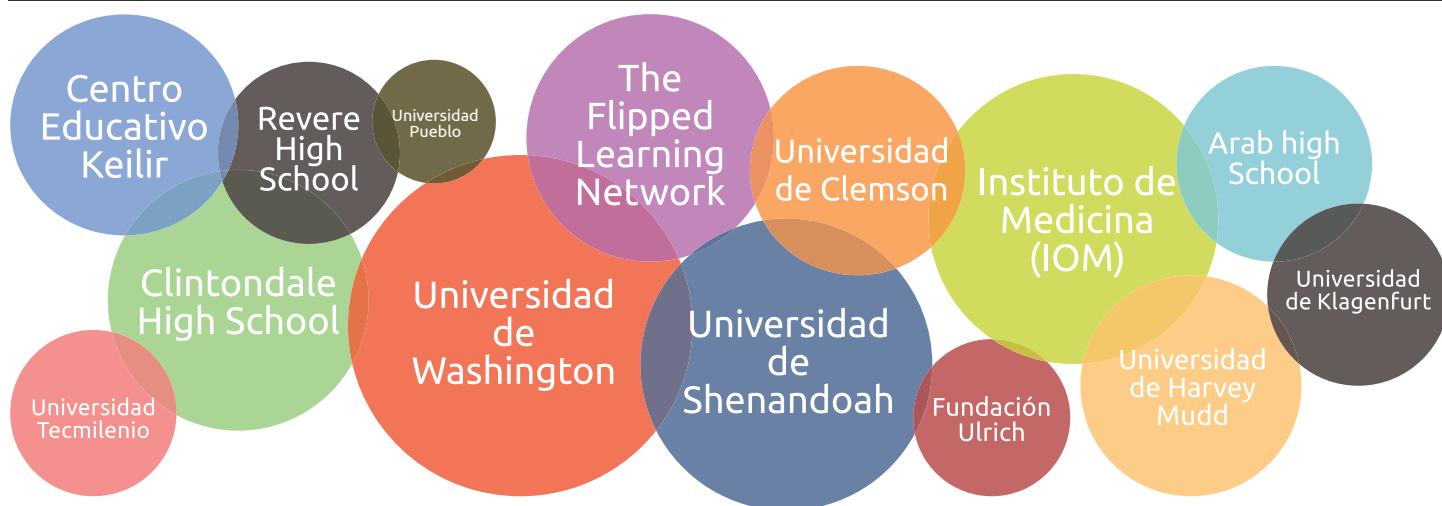 Centro
Educativo
Keilir
Revere
High
School
Universidad
Pueblo
The
Flipped
Learning
Network
Universidad
de Clemson
Instituto de
Medicina
(IOM)
Arab high
School
Clintondale
High School
Universidad
de
Washington
Universidad
de
Shenandoah
Universidad
de Klagenfurt
Universidad
Tecmilenio
Fundación
Ulrich
Universidad
de Harvey
Mudd